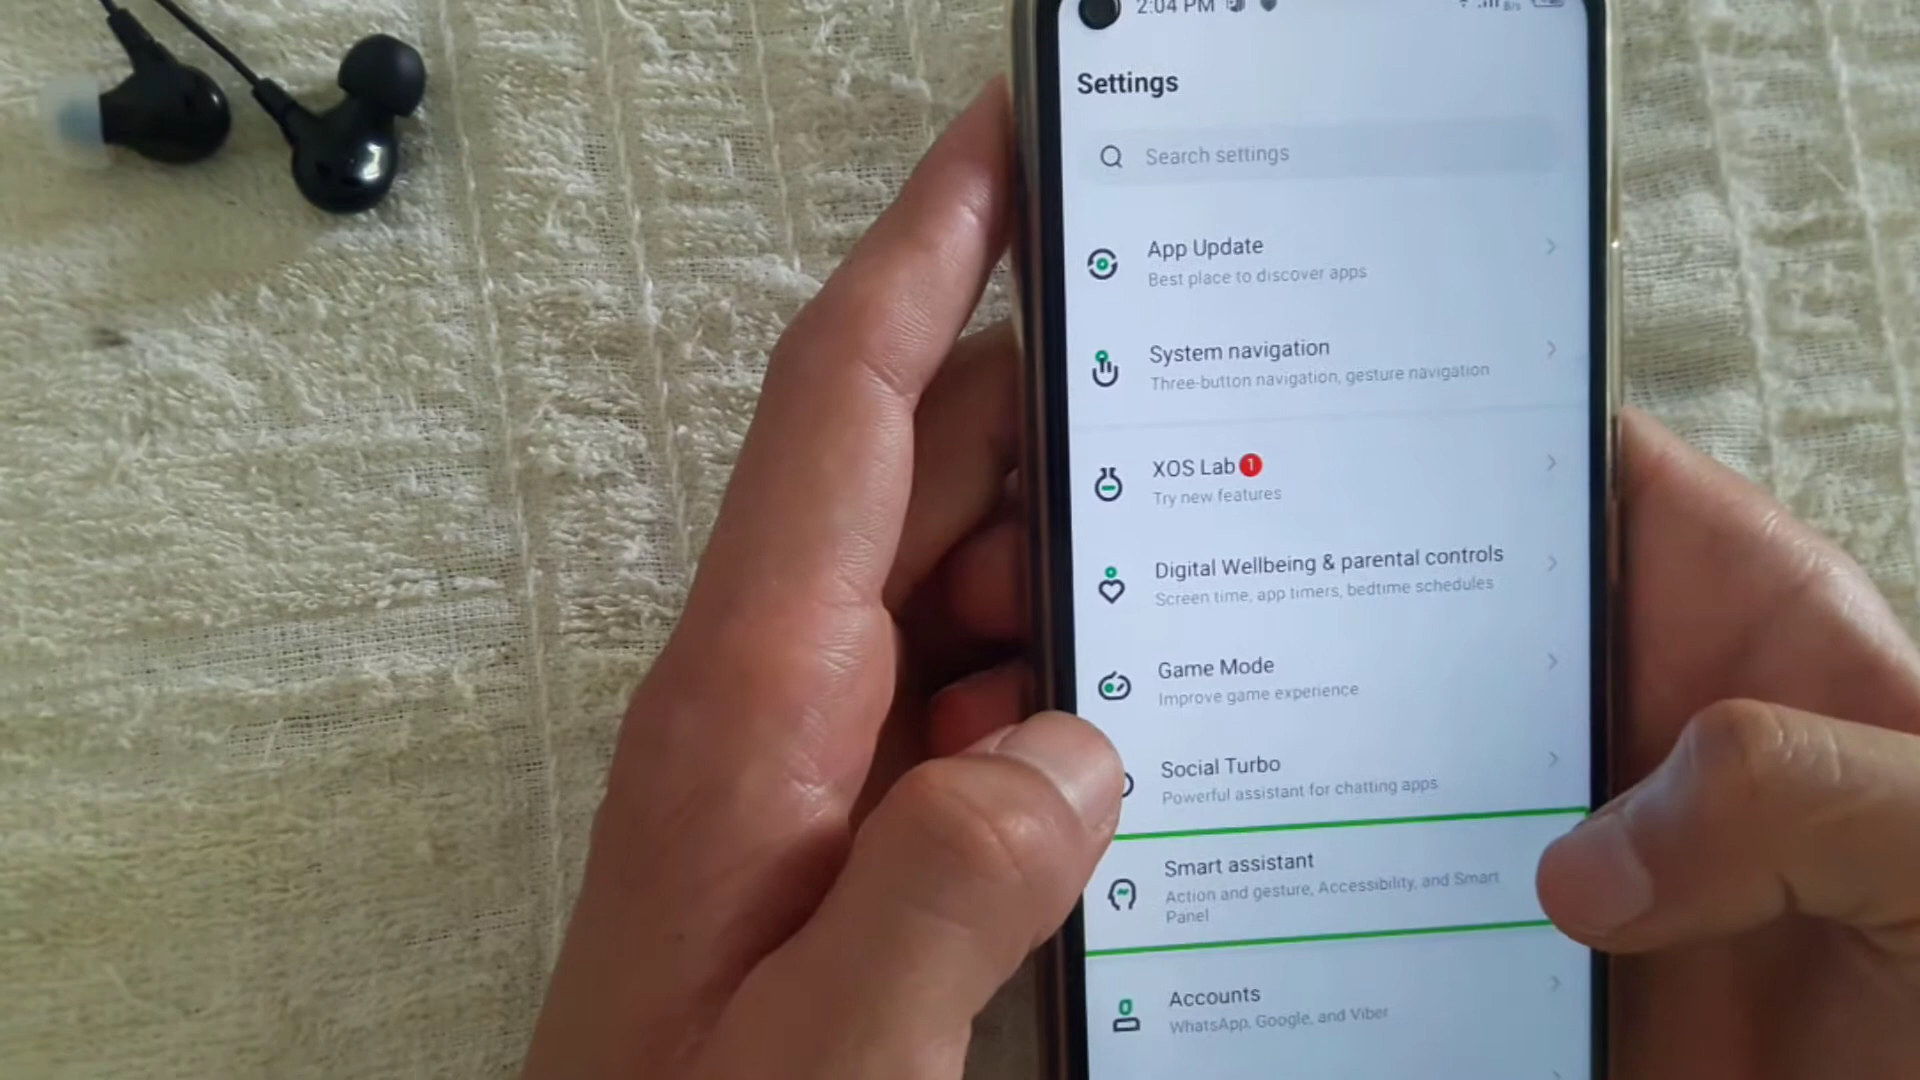 2:04 PM
Settings
Search settings
App Update
Best place to discover apps
System navigation
Three-button navigation, gesture navigation
XOS Lab 1
Try new features
Digital Wellbeing & parental controls
Screen time, app timers, bedtime schedules
Game Mode
Improve game experience
Social Turbo
Powerful assistant for chatting apps
Smart assistant
Action and gesture, Accessibility, and Smart
Panel
Accounts
WhatsApp, Google, and Viber